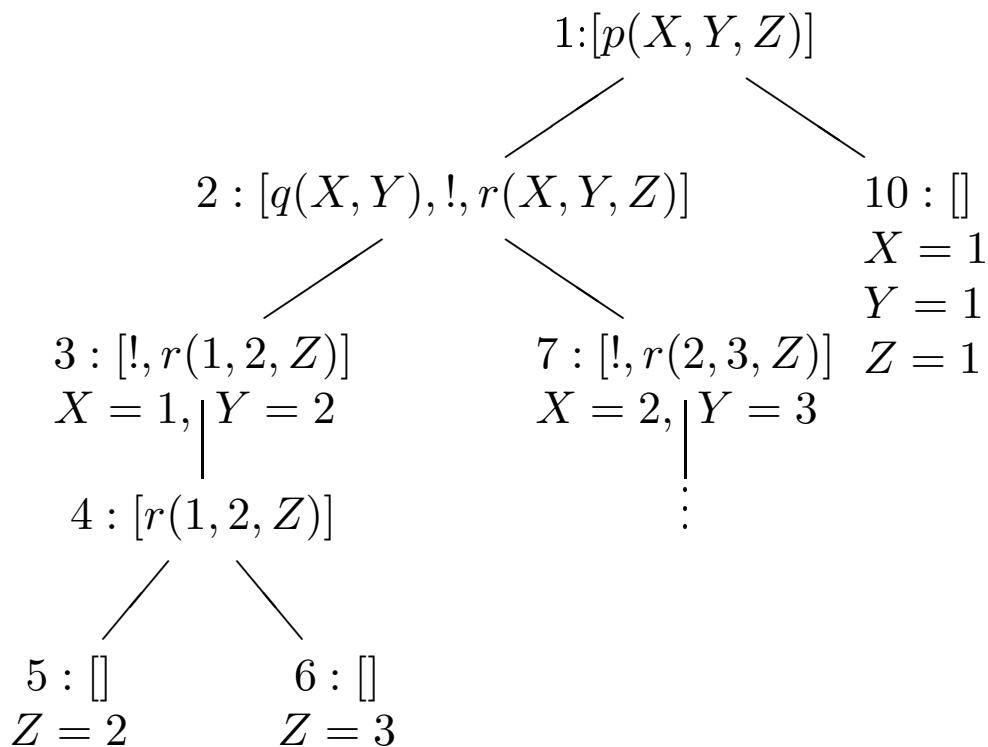 1:[p(X, Y, Z)]
2 : [q(X, Y), !, r(X, Y, Z)]
10 : []
X = 1
Y = 1
Z = 1
3 : [!, r(1, 2, Z)]
X = 1, Y = 2
7 : [!, r(2, 3, Z)]
X = 2, Y = 3
4 : [r(1, 2, Z)]
⋮
5 : []
Z = 2
6 : []
Z = 3